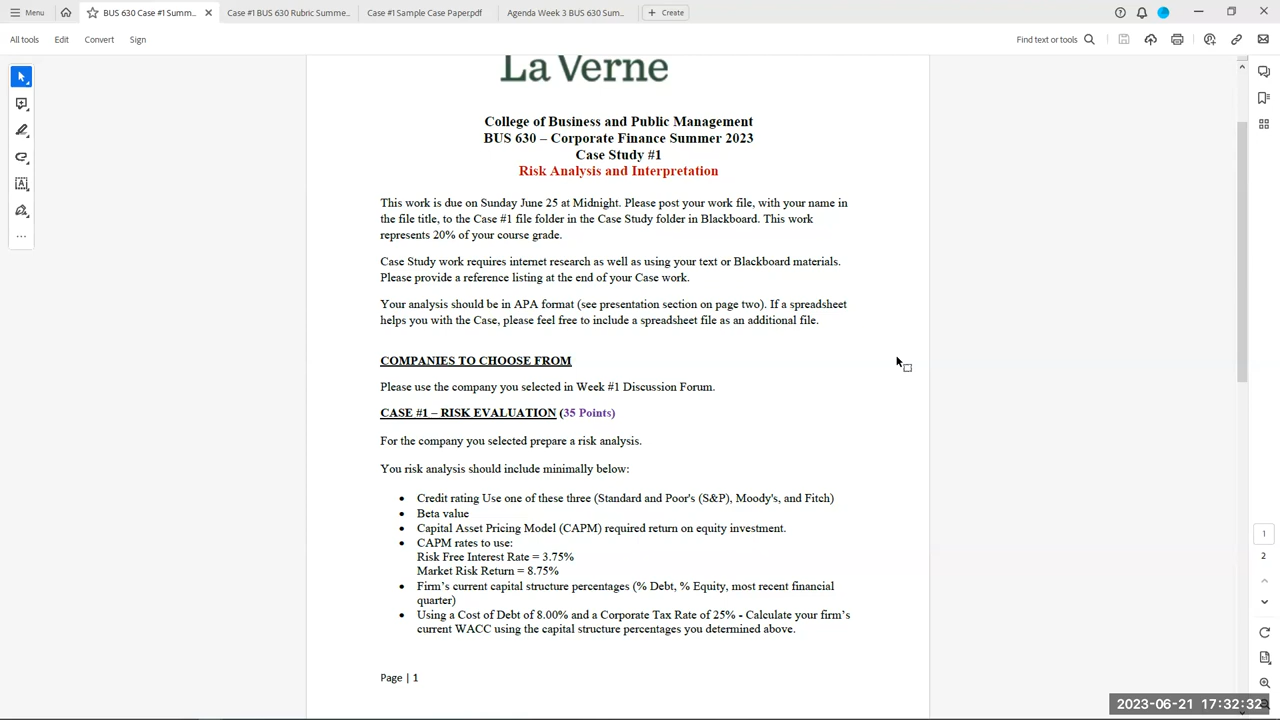 Menu
BUS 630 Case #1 Summ...
Case #1 BUS 630 Rubric Summe...
Case #1 Sample Case Paper.pdf
Agenda Week 3 BUS 630 Sum...
Create
All tools
Edit
Convert
Sign
Find text or tools
La Verne
College of Business and Public Management
BUS 630 – Corporate Finance Summer 2023
Case Study #1
Risk Analysis and Interpretation
This work is due on Sunday June 25 at Midnight. Please post your work file, with your name in
the file title, to the Case #1 file folder in the Case Study folder in Blackboard. This work
represents 20% of your course grade.
Case Study work requires internet research as well as using your text or Blackboard materials.
Please provide a reference listing at the end of your Case work.
Your analysis should be in APA format (see presentation section on page two). If a spreadsheet
helps you with the Case, please feel free to include a spreadsheet file as an additional file.
COMPANIES TO CHOOSE FROM
Please use the company you selected in Week #1 Discussion Forum.
CASE #1 – RISK EVALUATION (35 Points)
For the company you selected prepare a risk analysis.
You risk analysis should include minimally below:
• Credit rating Use one of these three (Standard and Poor's (S&P), Moody's, and Fitch)
• Beta value
• Capital Asset Pricing Model (CAPM) required return on equity investment.
• CAPM rates to use:
Risk Free Interest Rate = 3.75%
Market Risk Return = 8.75%
• Firm's current capital structure percentages (% Debt, % Equity, most recent financial
quarter)
• Using a Cost of Debt of 8.00% and a Corporate Tax Rate of 25% - Calculate your firm's
current WACC using the capital structure percentages you determined above.
Page | 1
1
2
2023-06-21 17:32:32